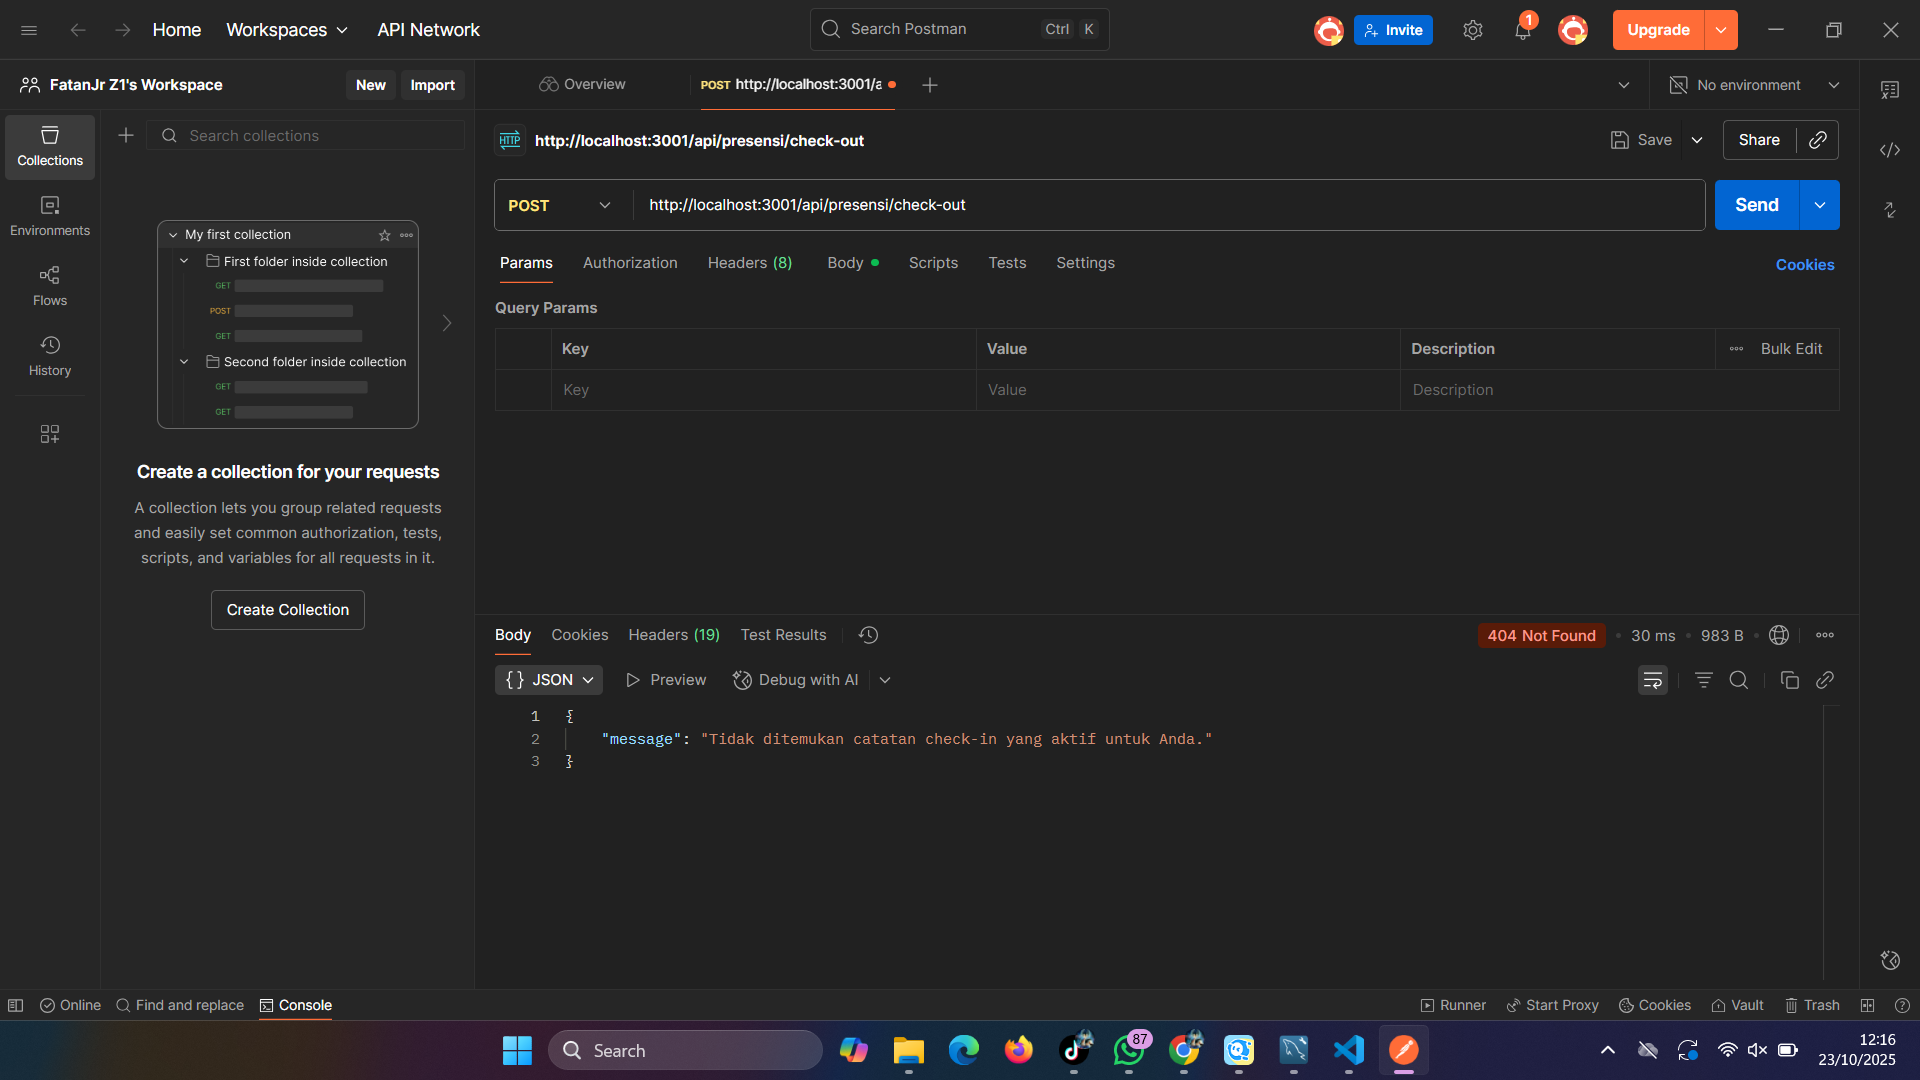 Home
Workspaces
API Network
Search Postman
Ctrl
K
Invite
1
Upgrade
FatanJr Z1's Workspace
New
Import
Overview
POST http://localhost:3001/a
No environment
Collections
Search collections
Environments
Flows
History
My first collection
First folder inside collection
GET
POST
GET
Second folder inside collection
GET
GET
Create a collection for your requests
A collection lets you group related requests
and easily set common authorization, tests,
scripts, and variables for all requests in it.
Create Collection
HTTP
http://localhost:3001/api/presensi/check-out
Save
Share
POST
http://localhost:3001/api/presensi/check-out
Send
Params
Authorization
Headers (8)
Body
Scripts
Tests
Settings
Cookies
Query Params
Key
Value
Description
Bulk Edit
Key
Value
Description
Body
Cookies
Headers (19)
Test Results
404 Not Found
30 ms
983 B
{} JSON
Preview
Debug with AI
1 {
2 "message": "Tidak ditemukan catatan check-in yang aktif untuk Anda."
3 }
Online
Find and replace
Console
Runner
Start Proxy
Cookies
Vault
Trash
Search
87
12:16
23/10/2025